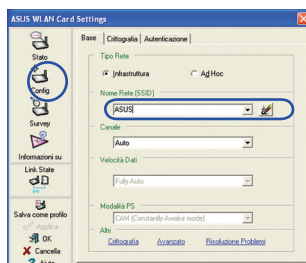 ASUS WLAN Card Settings
Stato
Config
Survey
Informazioni su
Link State
Salva come profilo
Applica
OK
Cancella
Aiuto
Base Crittografia Autenticazione
Tipo Rete
Infrastruttura Ad Hoc
Nome Rete (SSID)
ASUS
Canale
Auto
Velocità Dati
Fully Auto
Modalità PS
CAM (Constantly Awake mode)
Altri
Crittografia Avanzato Risoluzione Problemi